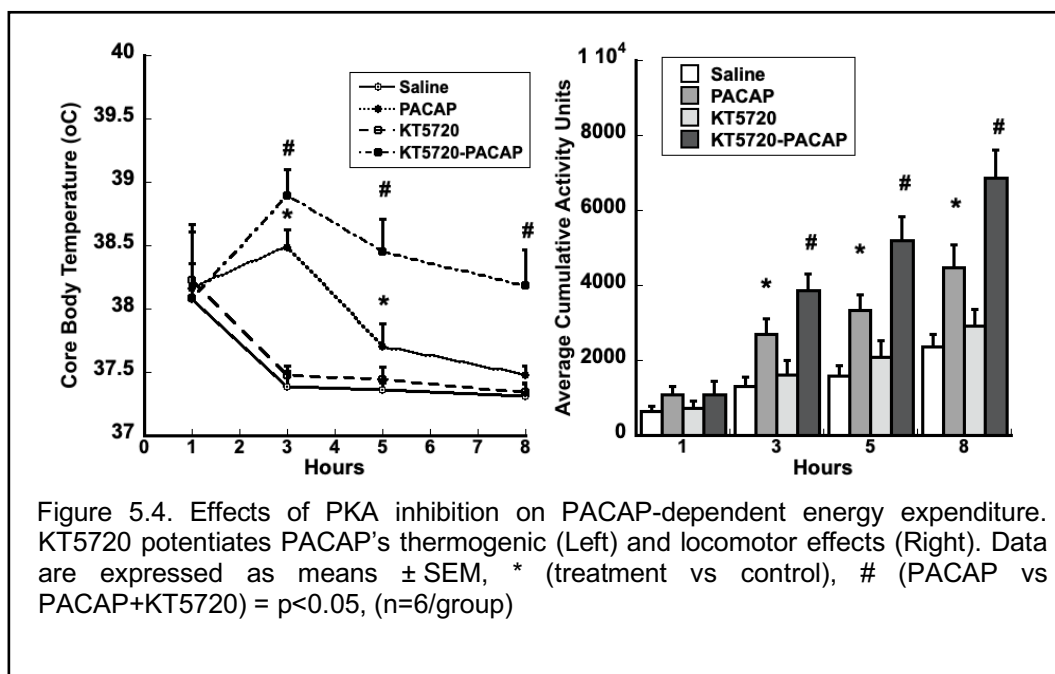 40
39.5
39
38.5
38
37.5
37
Core Body Temperature (oC)
Saline
PACAP
KT5720
KT5720-PACAP
#
*
#
*
#
0 1 2 3 4 5 6 7 8
Hours
1 10⁴
8000
6000
4000
2000
0
Average Cumulative Activity Units
Saline
PACAP
KT5720
KT5720-PACAP
* #
* #
* #
1 3 5 8
Hours
Figure 5.4. Effects of PKA inhibition on PACAP-dependent energy expenditure.
KT5720 potentiates PACAP's thermogenic (Left) and locomotor effects (Right). Data
are expressed as means ± SEM, * (treatment vs control), # (PACAP vs
PACAP+KT5720) = p<0.05, (n=6/group)